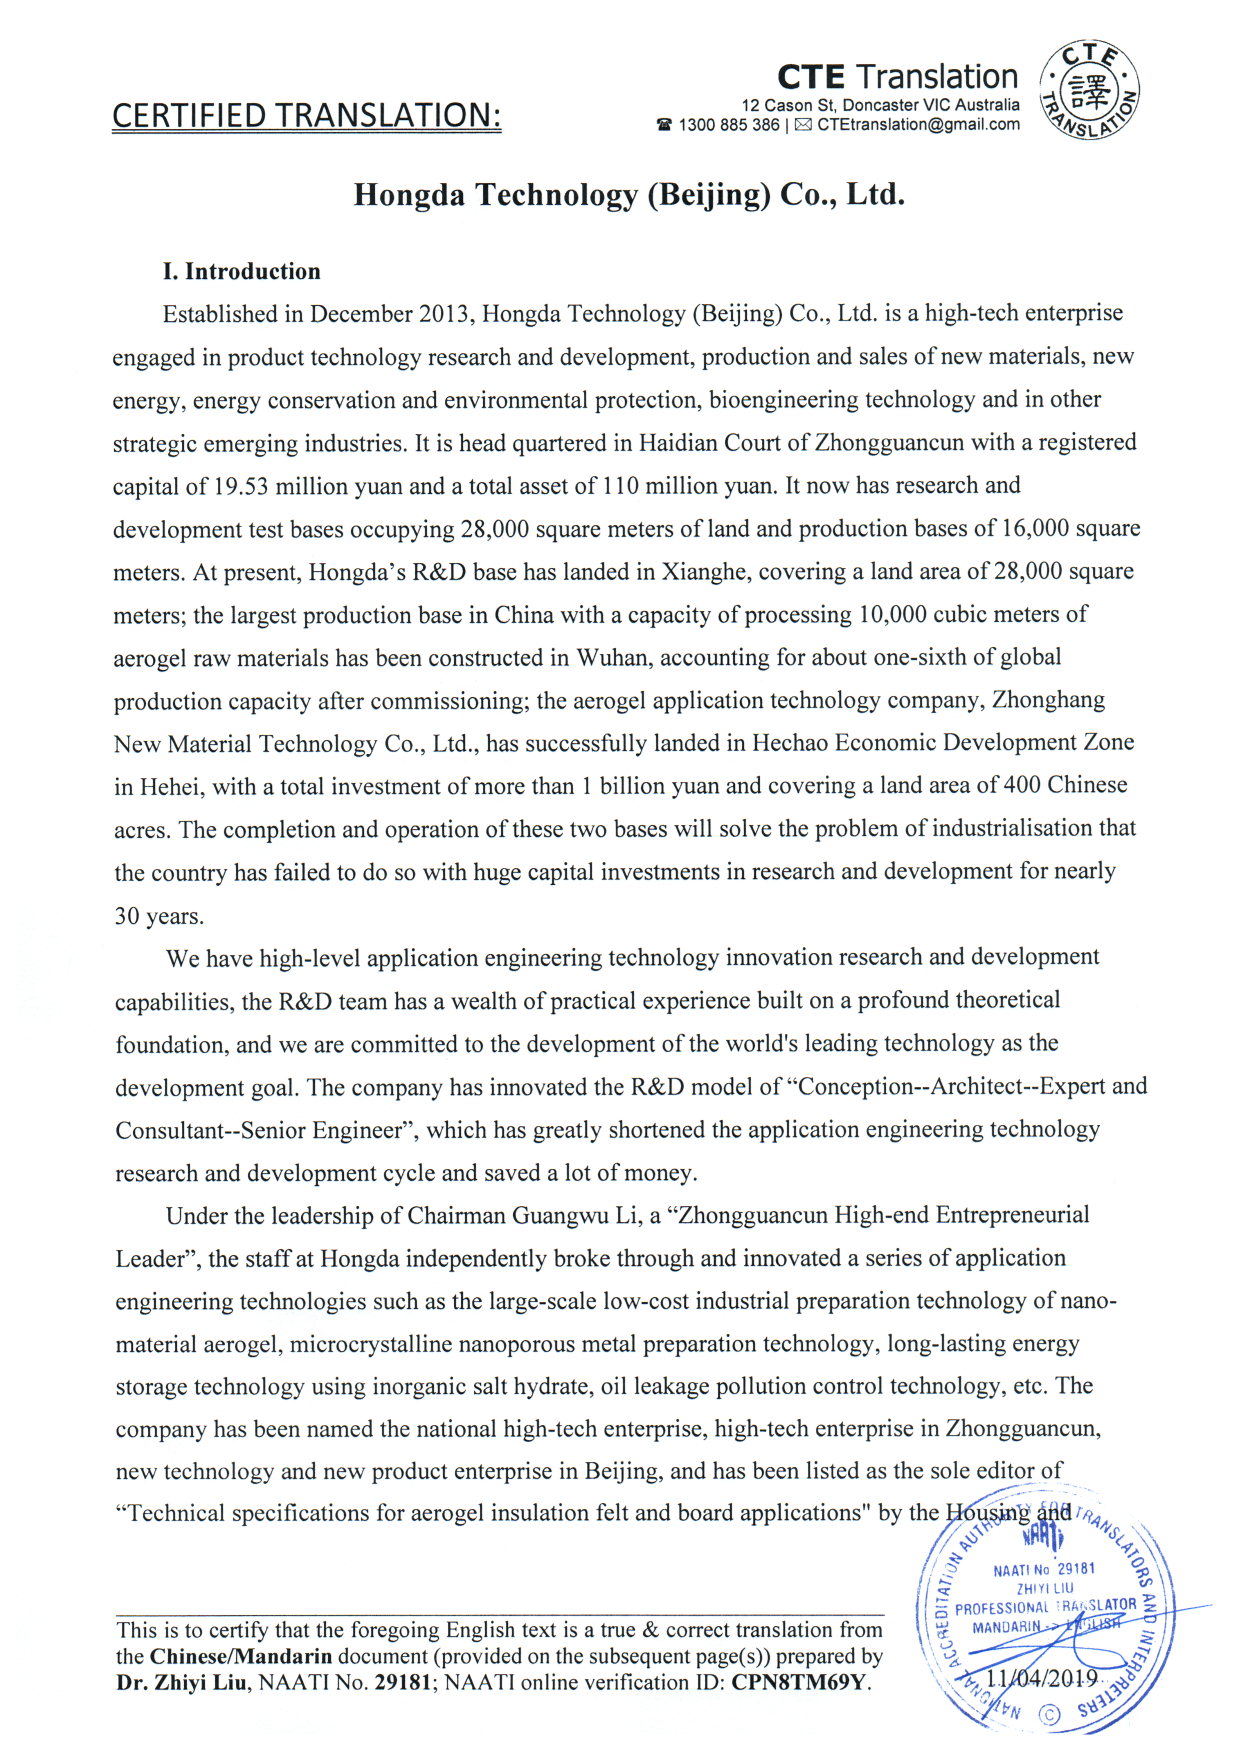 CERTIFIED TRANSLATION:
CTE Translation
12 Cason St, Doncaster VIC Australia
☎ 1300 885 386 | ✉ CTEtranslation@gmail.com
CTE
譯
TRANSLATION
Hongda Technology (Beijing) Co., Ltd.
I. Introduction
Established in December 2013, Hongda Technology (Beijing) Co., Ltd. is a high-tech enterprise
engaged in product technology research and development, production and sales of new materials, new
energy, energy conservation and environmental protection, bioengineering technology and in other
strategic emerging industries. It is head quartered in Haidian Court of Zhongguancun with a registered
capital of 19.53 million yuan and a total asset of 110 million yuan. It now has research and
development test bases occupying 28,000 square meters of land and production bases of 16,000 square
meters. At present, Hongda’s R&D base has landed in Xianghe, covering a land area of 28,000 square
meters; the largest production base in China with a capacity of processing 10,000 cubic meters of
aerogel raw materials has been constructed in Wuhan, accounting for about one-sixth of global
production capacity after commissioning; the aerogel application technology company, Zhonghang
New Material Technology Co., Ltd., has successfully landed in Hechao Economic Development Zone
in Hehei, with a total investment of more than 1 billion yuan and covering a land area of 400 Chinese
acres. The completion and operation of these two bases will solve the problem of industrialisation that
the country has failed to do so with huge capital investments in research and development for nearly
30 years.
We have high-level application engineering technology innovation research and development
capabilities, the R&D team has a wealth of practical experience built on a profound theoretical
foundation, and we are committed to the development of the world's leading technology as the
development goal. The company has innovated the R&D model of “Conception--Architect--Expert and
Consultant--Senior Engineer”, which has greatly shortened the application engineering technology
research and development cycle and saved a lot of money.
Under the leadership of Chairman Guangwu Li, a “Zhongguancun High-end Entrepreneurial
Leader”, the staff at Hongda independently broke through and innovated a series of application
engineering technologies such as the large-scale low-cost industrial preparation technology of nano-
material aerogel, microcrystalline nanoporous metal preparation technology, long-lasting energy
storage technology using inorganic salt hydrate, oil leakage pollution control technology, etc. The
company has been named the national high-tech enterprise, high-tech enterprise in Zhongguancun,
new technology and new product enterprise in Beijing, and has been listed as the sole editor of
“Technical specifications for aerogel insulation felt and board applications" by the Housing and
This is to certify that the foregoing English text is a true & correct translation from
the Chinese/Mandarin document (provided on the subsequent page(s)) prepared by
Dr. Zhiyi Liu, NAATI No. 29181; NAATI online verification ID: CPN8TM69Y.
NATIONAL ACCREDITATION AUTHORITY FOR TRANSLATORS AND INTERPRETERS
NAATI
NAATI No 29181
ZHIYI LIU
PROFESSIONAL TRANSLATOR
MANDARIN -> ENGLISH
11/04/2019
©